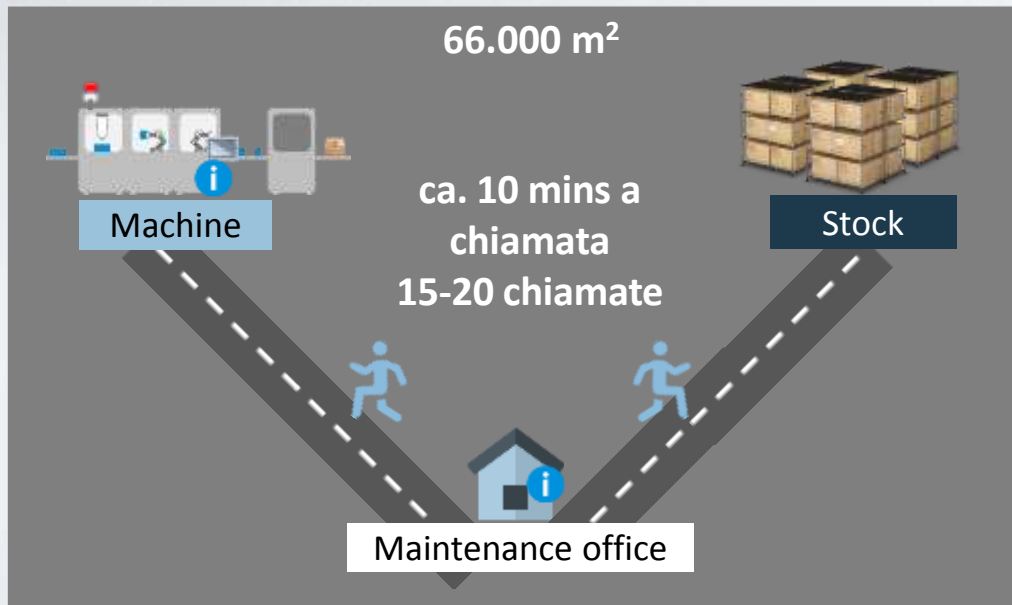 66.000 m²
ca. 10 mins a
chiamata
15-20 chiamate
Machine
Stock
Maintenance office